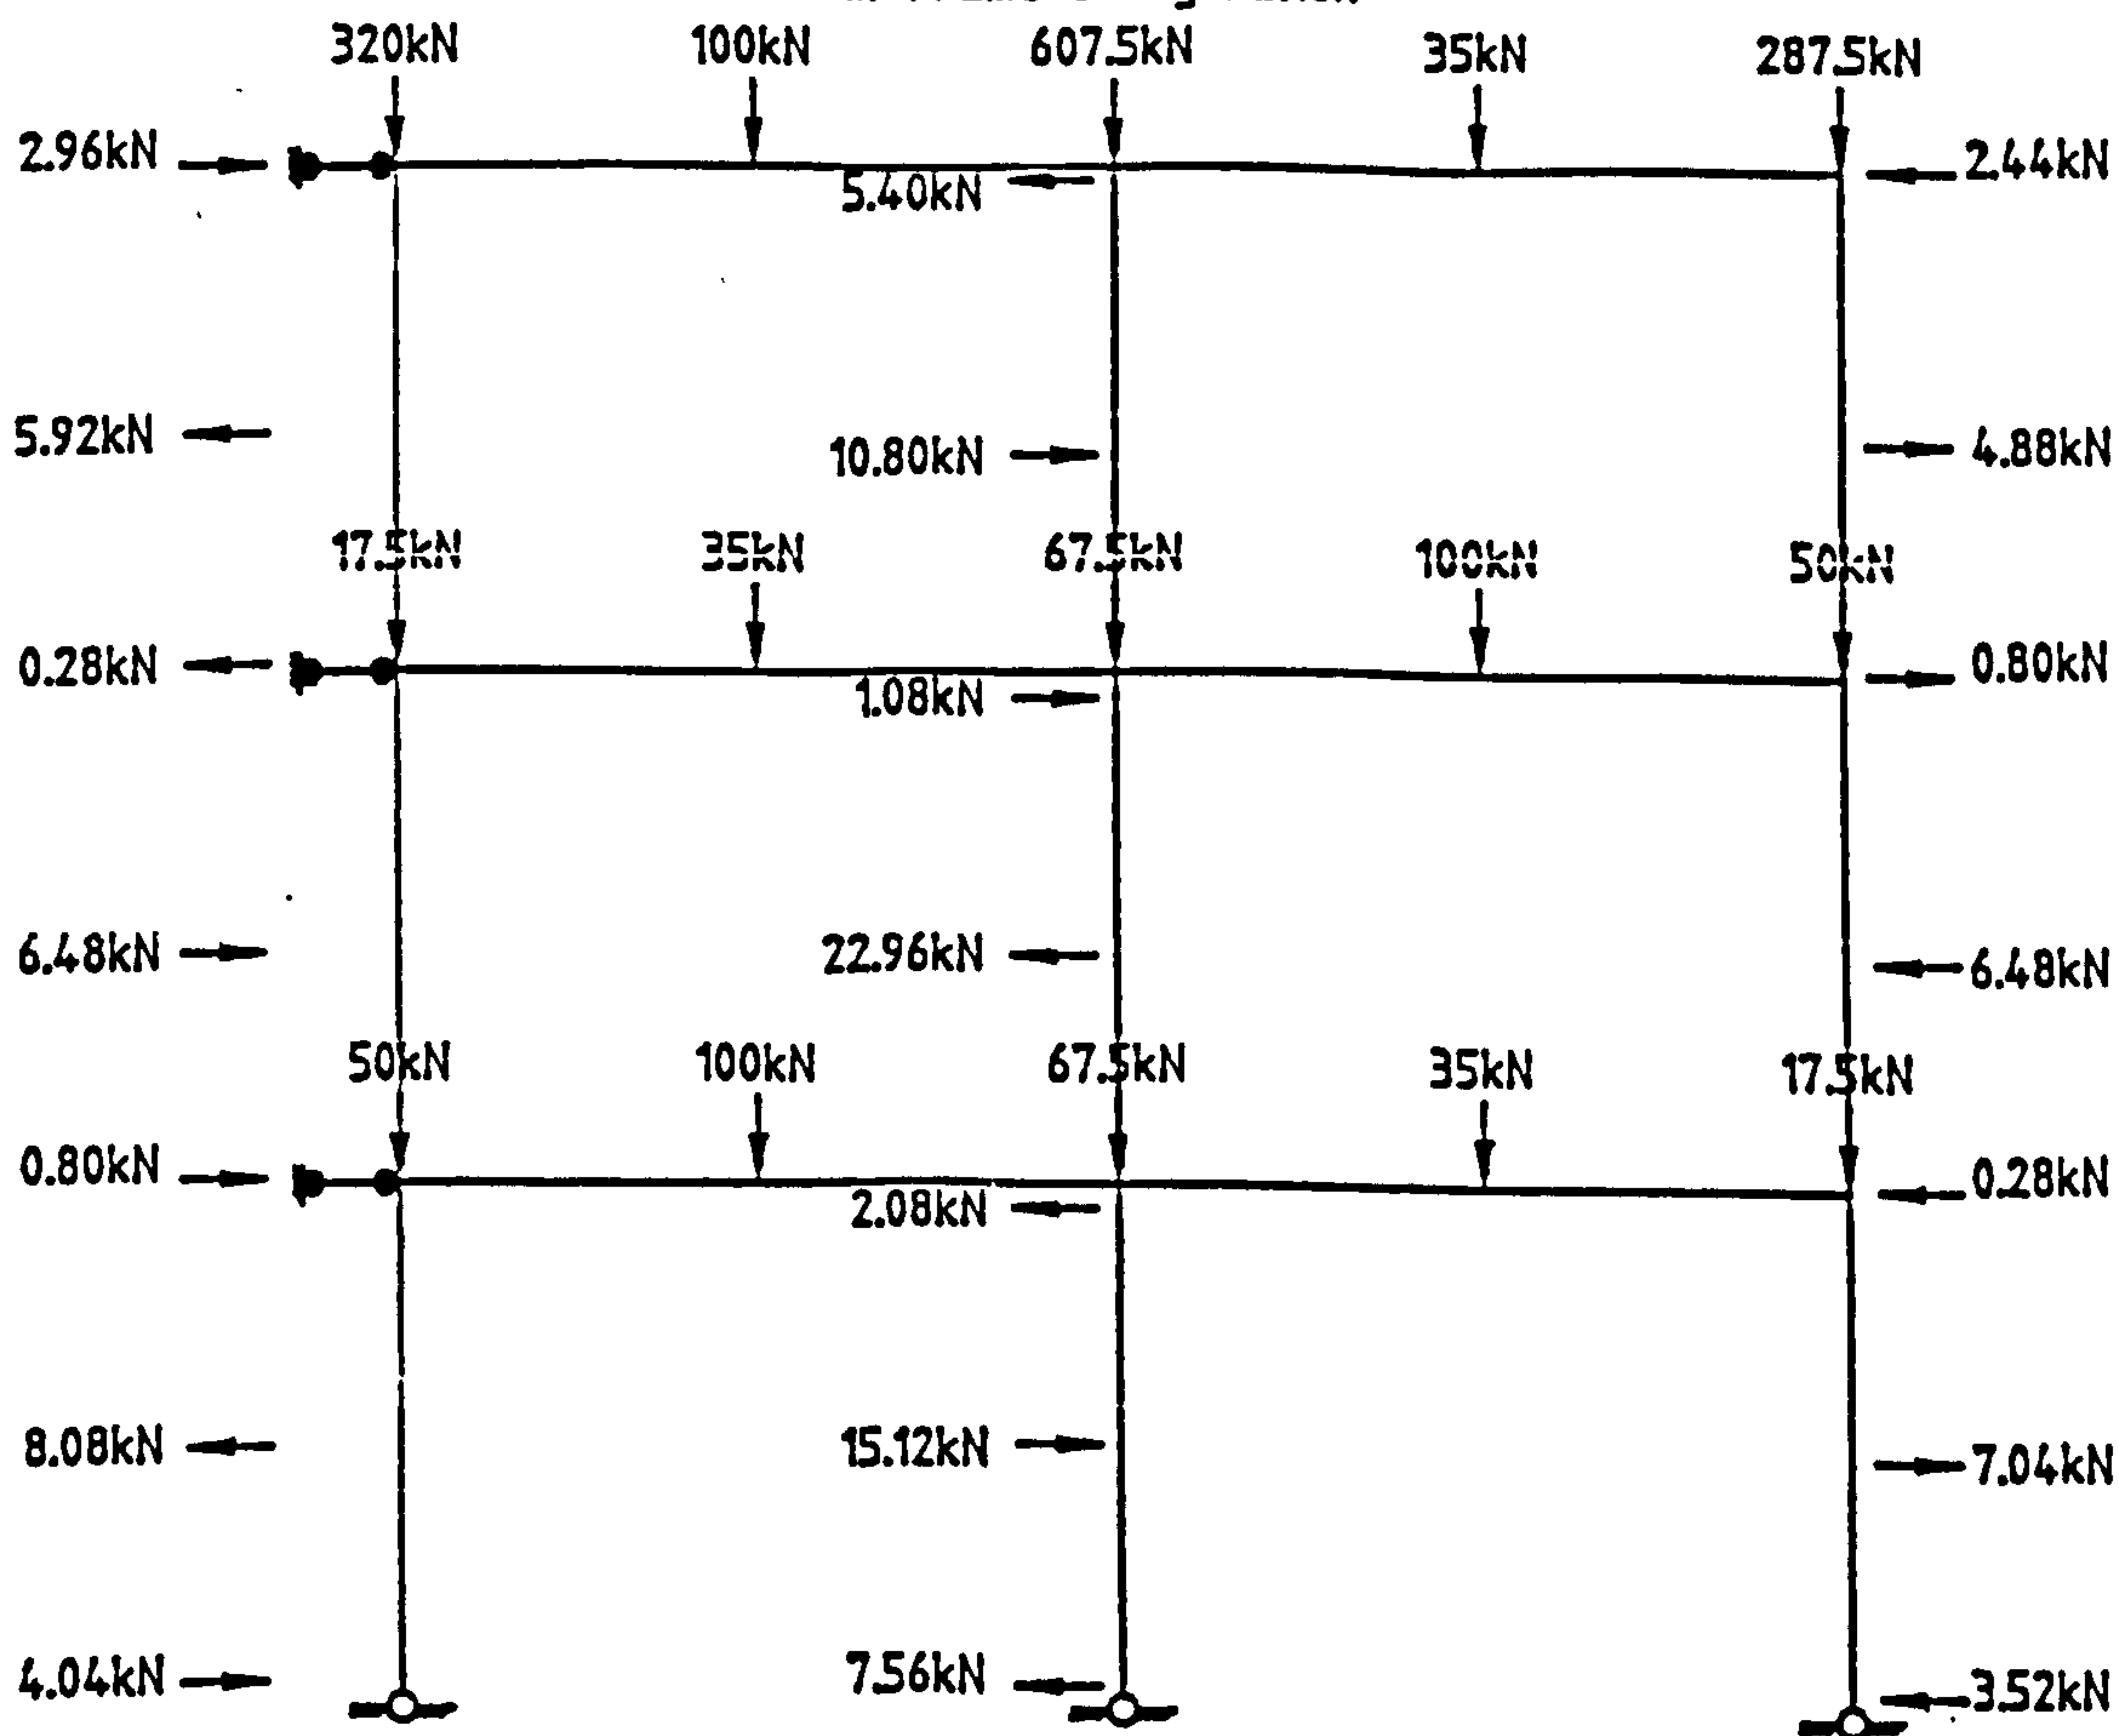 320kN 100kN 607.5kN 35kN 287.5kN
2.96kN 2.44kN
5.40kN
5.92kN 10.80kN 4.88kN
17.5kN 35kN 67.5kN 100kN 50kN
0.28kN 0.80kN
1.08kN
6.48kN 22.96kN 6.48kN
50kN 100kN 67.5kN 35kN 17.5kN
0.80kN 0.28kN
2.08kN
8.08kN 15.12kN 7.04kN
4.04kN 7.56kN 3.52kN